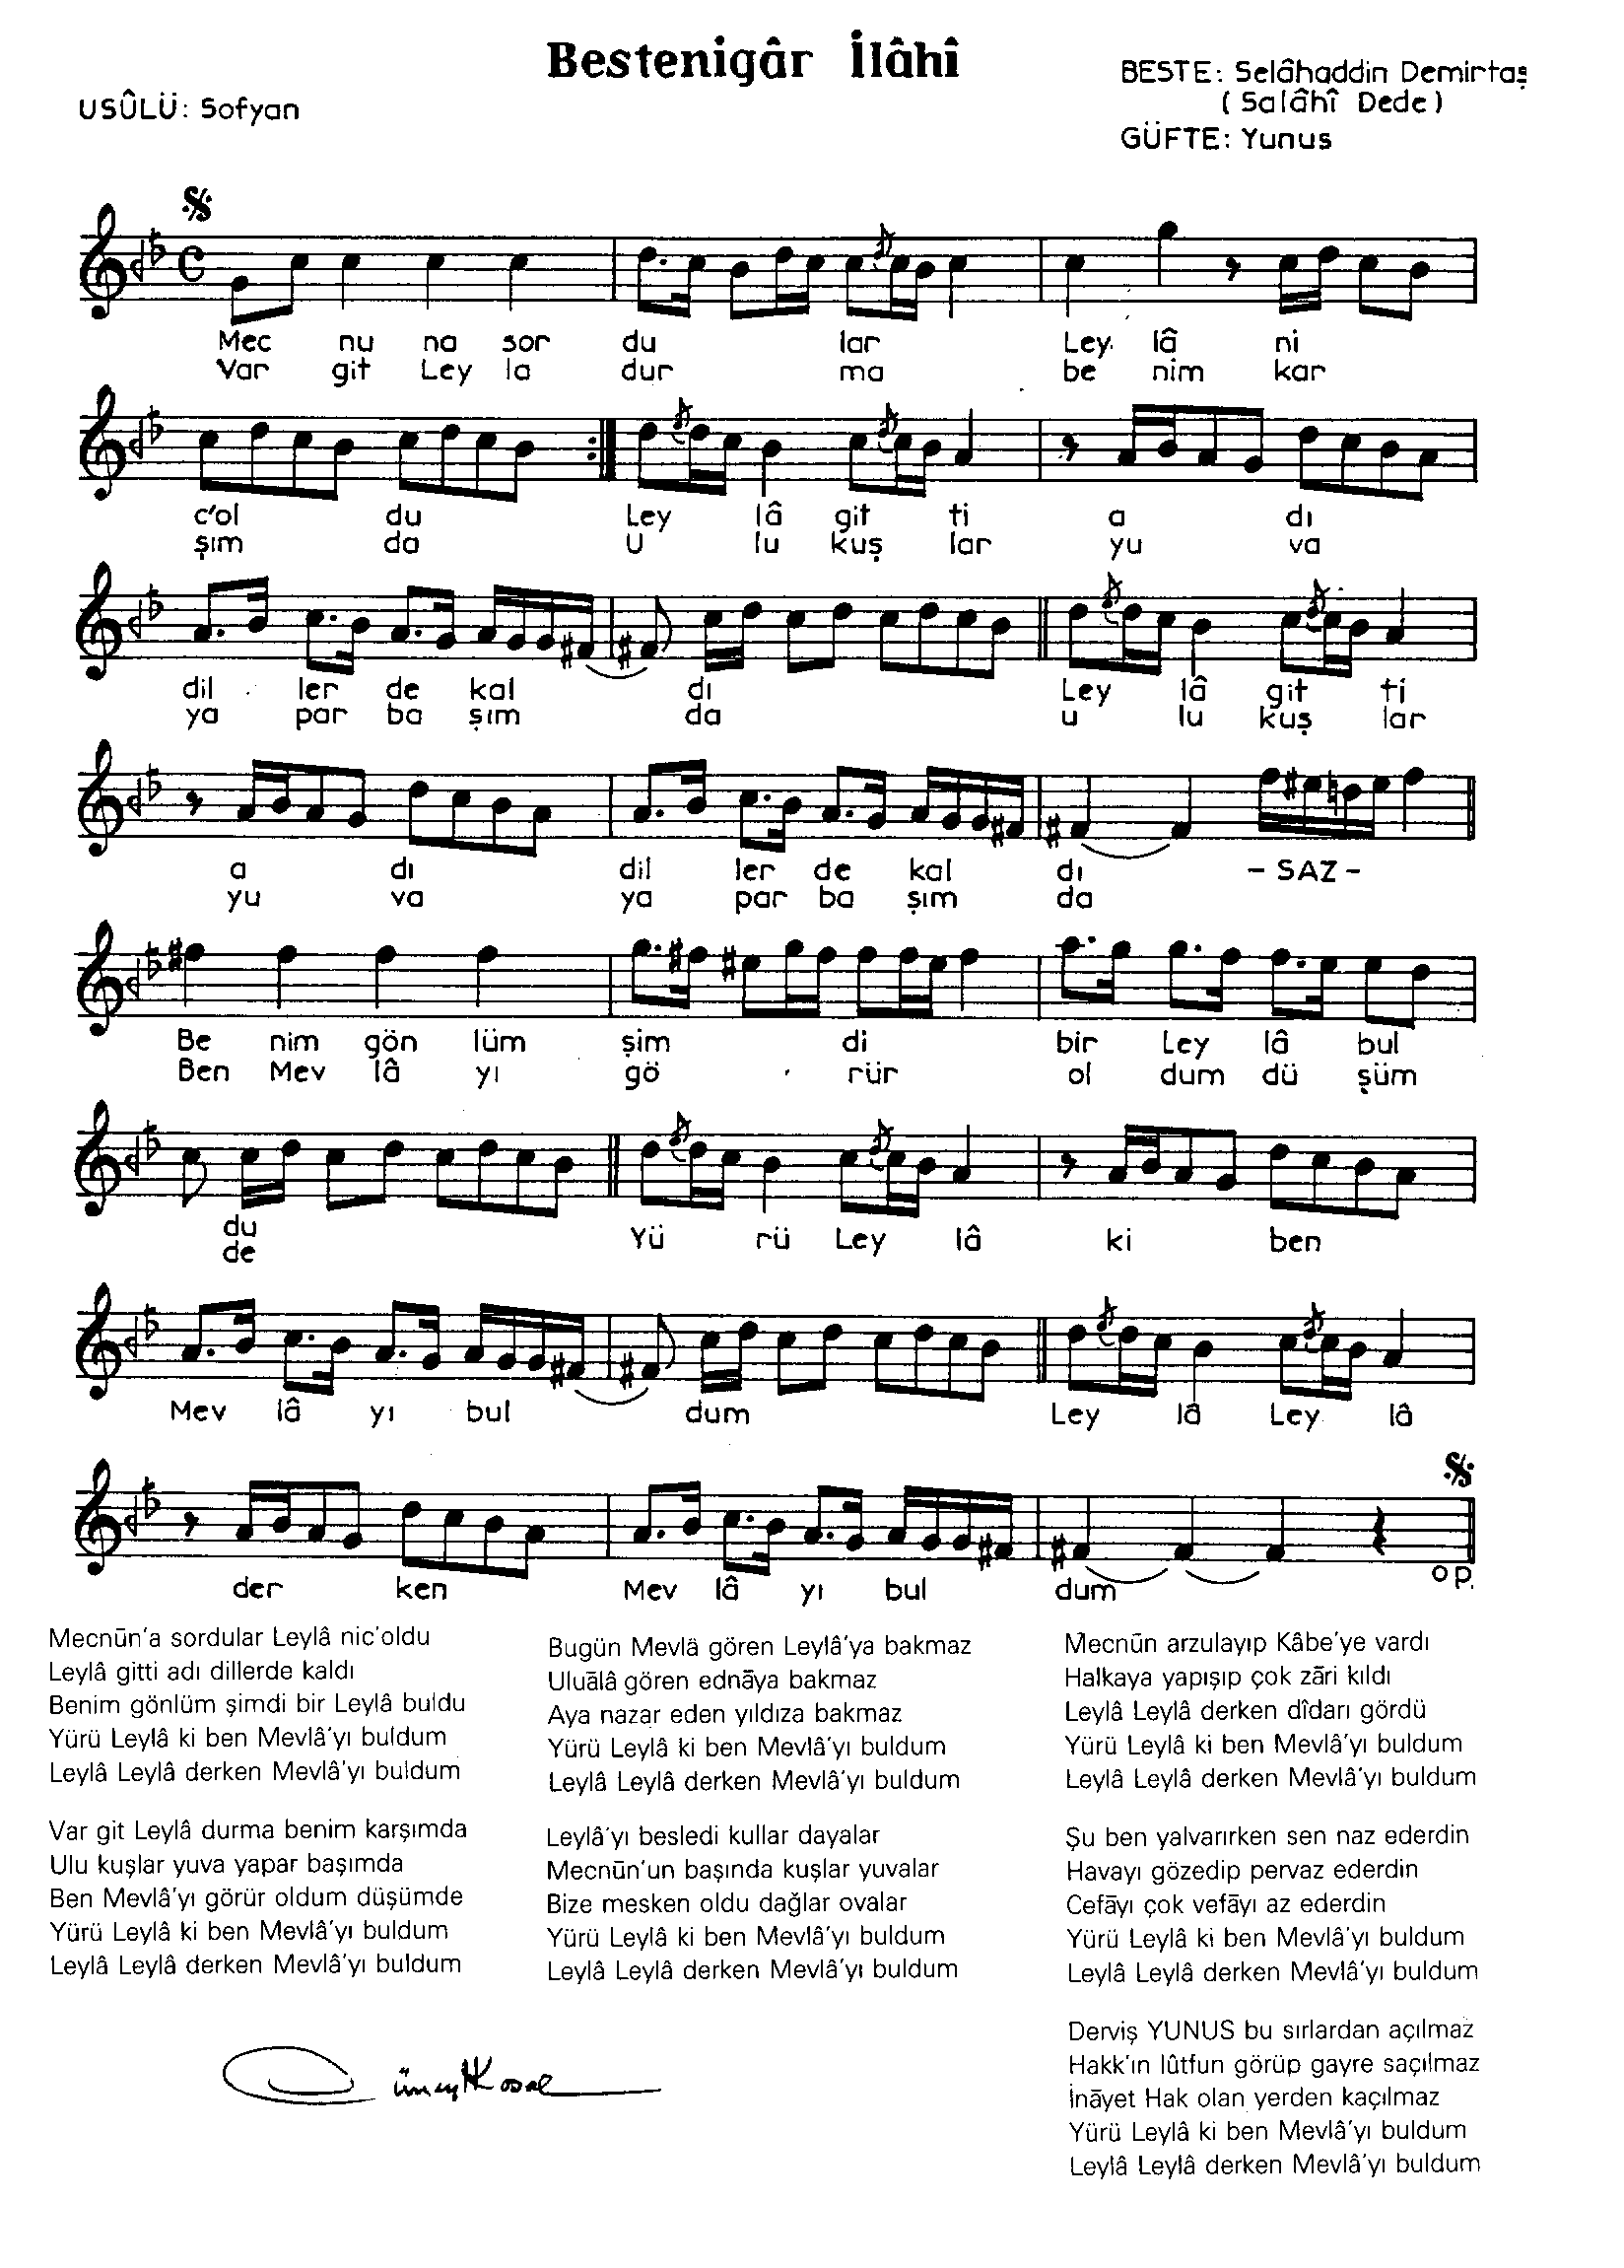 Bestenigâr İlâhî
USÛLÜ: Sofyan
BESTE: Selâhaddin Demirtaş
(Salâhî Dede)
GÜFTE: Yunus
Mec nu na sor du lar Ley lâ ni
Var git Ley la dur ma be nim kar
c'ol du Ley lâ git ti a dı
şım da U lu kuş lar yu va
dil ler de kal dı Ley lâ git ti
ya par ba şım da u lu kuş lar
a dı dil ler de kal dı - SAZ -
yu va ya par ba şım da
Be nim gön lüm şim di bir Ley lâ bul
Ben Mev lâ yı gö rür ol dum dü şüm
du Yü rü Ley lâ ki ben
de
Mev lâ yı bul dum Ley lâ Ley lâ
der ken Mev lâ yı bul dum
op.
Mecnūn'a sordular Leylâ nic'oldu
Leylâ gitti adı dillerde kaldı
Benim gönlüm şimdi bir Leylâ buldu
Yürü Leylâ ki ben Mevlâ'yı buldum
Leylâ Leylâ derken Mevlâ'yı buldum
Var git Leylâ durma benim karşımda
Ulu kuşlar yuva yapar başımda
Ben Mevlâ'yı görür oldum düşümde
Yürü Leylâ ki ben Mevlâ'yı buldum
Leylâ Leylâ derken Mevlâ'yı buldum
Bugün Mevlä gören Leylâ'ya bakmaz
Uluālâ gören ednāya bakmaz
Aya nazar eden yıldıza bakmaz
Yürü Leylâ ki ben Mevlâ'yı buldum
Leylâ Leylâ derken Mevlâ'yı buldum
Leylâ'yı besledi kullar dayalar
Mecnūn'un başında kuşlar yuvalar
Bize mesken oldu dağlar ovalar
Yürü Leylâ ki ben Mevlâ'yı buldum
Leylâ Leylâ derken Mevlâ'yı buldum
Mecnūn arzulayıp Kâbe'ye vardı
Halkaya yapışıp çok zāri kıldı
Leylâ Leylâ derken dîdarı gördü
Yürü Leylâ ki ben Mevlâ'yı buldum
Leylâ Leylâ derken Mevlâ'yı buldum
Şu ben yalvarırken sen naz ederdin
Havayı gözedip pervaz ederdin
Cefāyı çok vefāyı az ederdin
Yürü Leylâ ki ben Mevlâ'yı buldum
Leylâ Leylâ derken Mevlâ'yı buldum
Derviş YUNUS bu sırlardan açılmaz
Hakk'ın lûtfun görüp gayre saçılmaz
İnāyet Hak olan yerden kaçılmaz
Yürü Leylâ ki ben Mevlâ'yı buldum
Leylâ Leylâ derken Mevlâ'yı buldum
Cüneyt Kosal